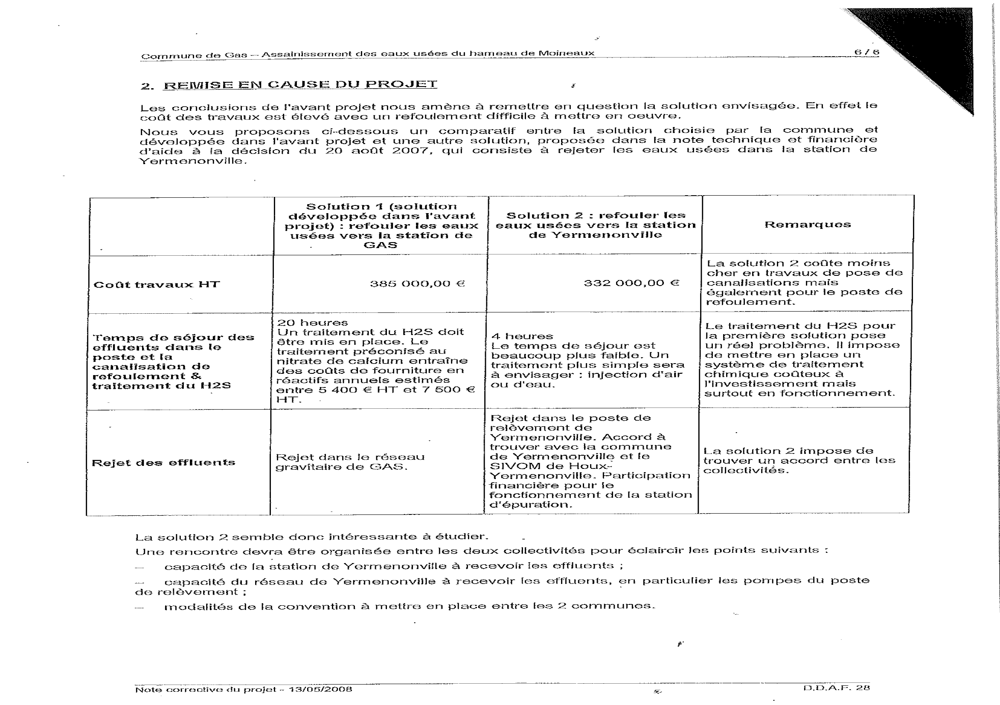 Commune de Gas – Assainissement des eaux usées du hameau de Moineaux 6 / 6
2. REMISE EN CAUSE DU PROJET
Les conclusions de l'avant projet nous amène à remettre en question la solution envisagée. En effet le
coût des travaux est élevé avec un refoulement difficile à mettre en oeuvre.
Nous vous proposons ci-dessous un comparatif entre la solution choisie par la commune et
développée dans l'avant projet et une autre solution, proposée dans la note technique et financière
d'aide à la décision du 20 août 2007, qui consiste à rejeter les eaux usées dans la station de
Yermenonville.
Solution 1 (solution
développée dans l'avant
projet) : refouler les eaux
usées vers la station de
GAS
Solution 2 : refouler les
eaux usées vers la station
de Yermenonville
Remarques
Coût travaux HT
385 000,00 €
332 000,00 €
La solution 2 coûte moins
cher en travaux de pose de
canalisations mais
également pour le poste de
refoulement.
Temps de séjour des
effluents dans le
poste et la
canalisation de
refoulement &
traitement du H2S
20 heures
Un traitement du H2S doit
être mis en place. Le
traitement préconisé au
nitrate de calcium entraîne
des coûts de fourniture en
réactifs annuels estimés
entre 5 400 € HT et 7 500 €
HT.
4 heures
Le temps de séjour est
beaucoup plus faible. Un
traitement plus simple sera
à envisager : injection d'air
ou d'eau.
Le traitement du H2S pour
la première solution pose
un réel problème. Il impose
de mettre en place un
système de traitement
chimique coûteux à
l'investissement mais
surtout en fonctionnement.
Rejet des effluents
Rejet dans le réseau
gravitaire de GAS.
Rejet dans le poste de
relèvement de
Yermenonville. Accord à
trouver avec la commune
de Yermenonville et le
SIVOM de Houx-
Yermenonville. Participation
financière pour le
fonctionnement de la station
d'épuration.
La solution 2 impose de
trouver un accord entre les
collectivités.
La solution 2 semble donc intéressante à étudier.
Une rencontre devra être organisée entre les deux collectivités pour éclaircir les points suivants :
– capacité de la station de Yermenonville à recevoir les effluents ;
– capacité du réseau de Yermenonville à recevoir les effluents, en particulier les pompes du poste
de relèvement ;
– modalités de la convention à mettre en place entre les 2 communes.
Note corrective du projet - 13/05/2008 D.D.A.F. 28